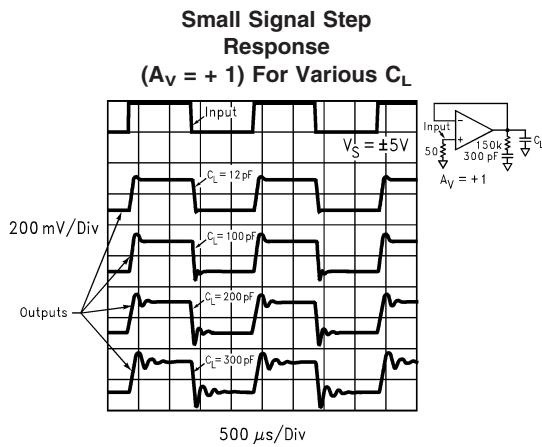 Small Signal Step
Response
(AV = + 1) For Various CL
Input
VS = ±5V
CL = 12 pF
200 mV/Div
CL = 100 pF
CL = 200 pF
Outputs
CL = 300 pF
500 μs/Div
Input
50
150k
300 pF
CL
AV = +1